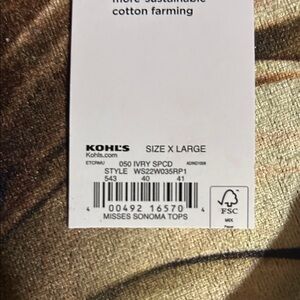 more sustainable
cotton farming
KOHL'S SIZE X LARGE
Kohls.com
050 IVRY SPCD
STYLE WS22W035RP1
543 40 41
4 00492 16570 4
MISSES SONOMA TOPS
FSC
MIX